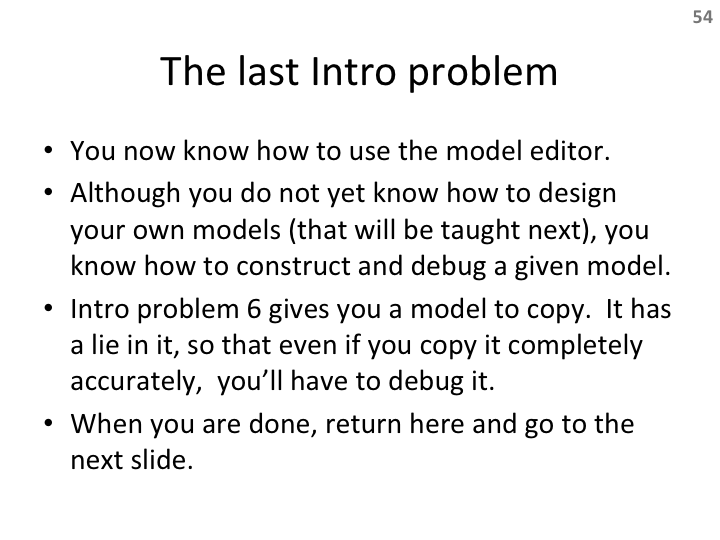 54
The last Intro problem
• You now know how to use the model editor.
• Although you do not yet know how to design
your own models (that will be taught next), you
know how to construct and debug a given model.
• Intro problem 6 gives you a model to copy.  It has
a lie in it, so that even if you copy it completely
accurately,  you’ll have to debug it.
• When you are done, return here and go to the
next slide.